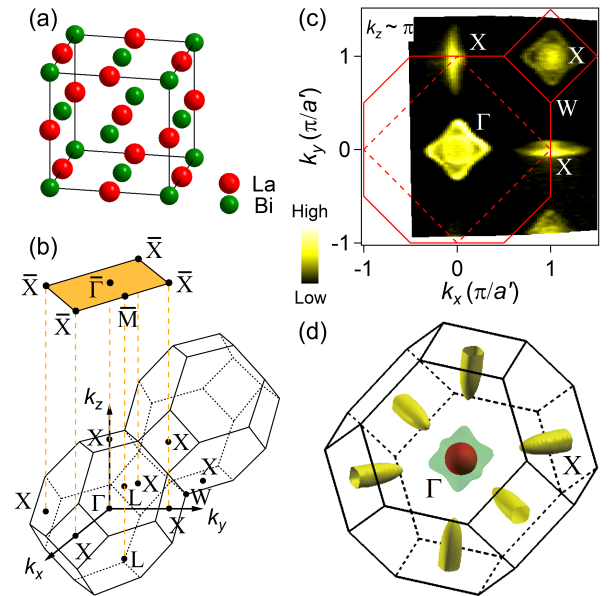 (a)
La
Bi
(b)
X̄
X̄ Γ̄ X̄
X̄ M̄
k_z
X
X
X X
X L W
Γ
X k_y
X
k_x L
(c)
k_z ~ π
1 X X
W
k_y (π/a') 0 Γ
X
High
-1
Low
-1 0 1
k_x (π/a')
(d)
X
Γ